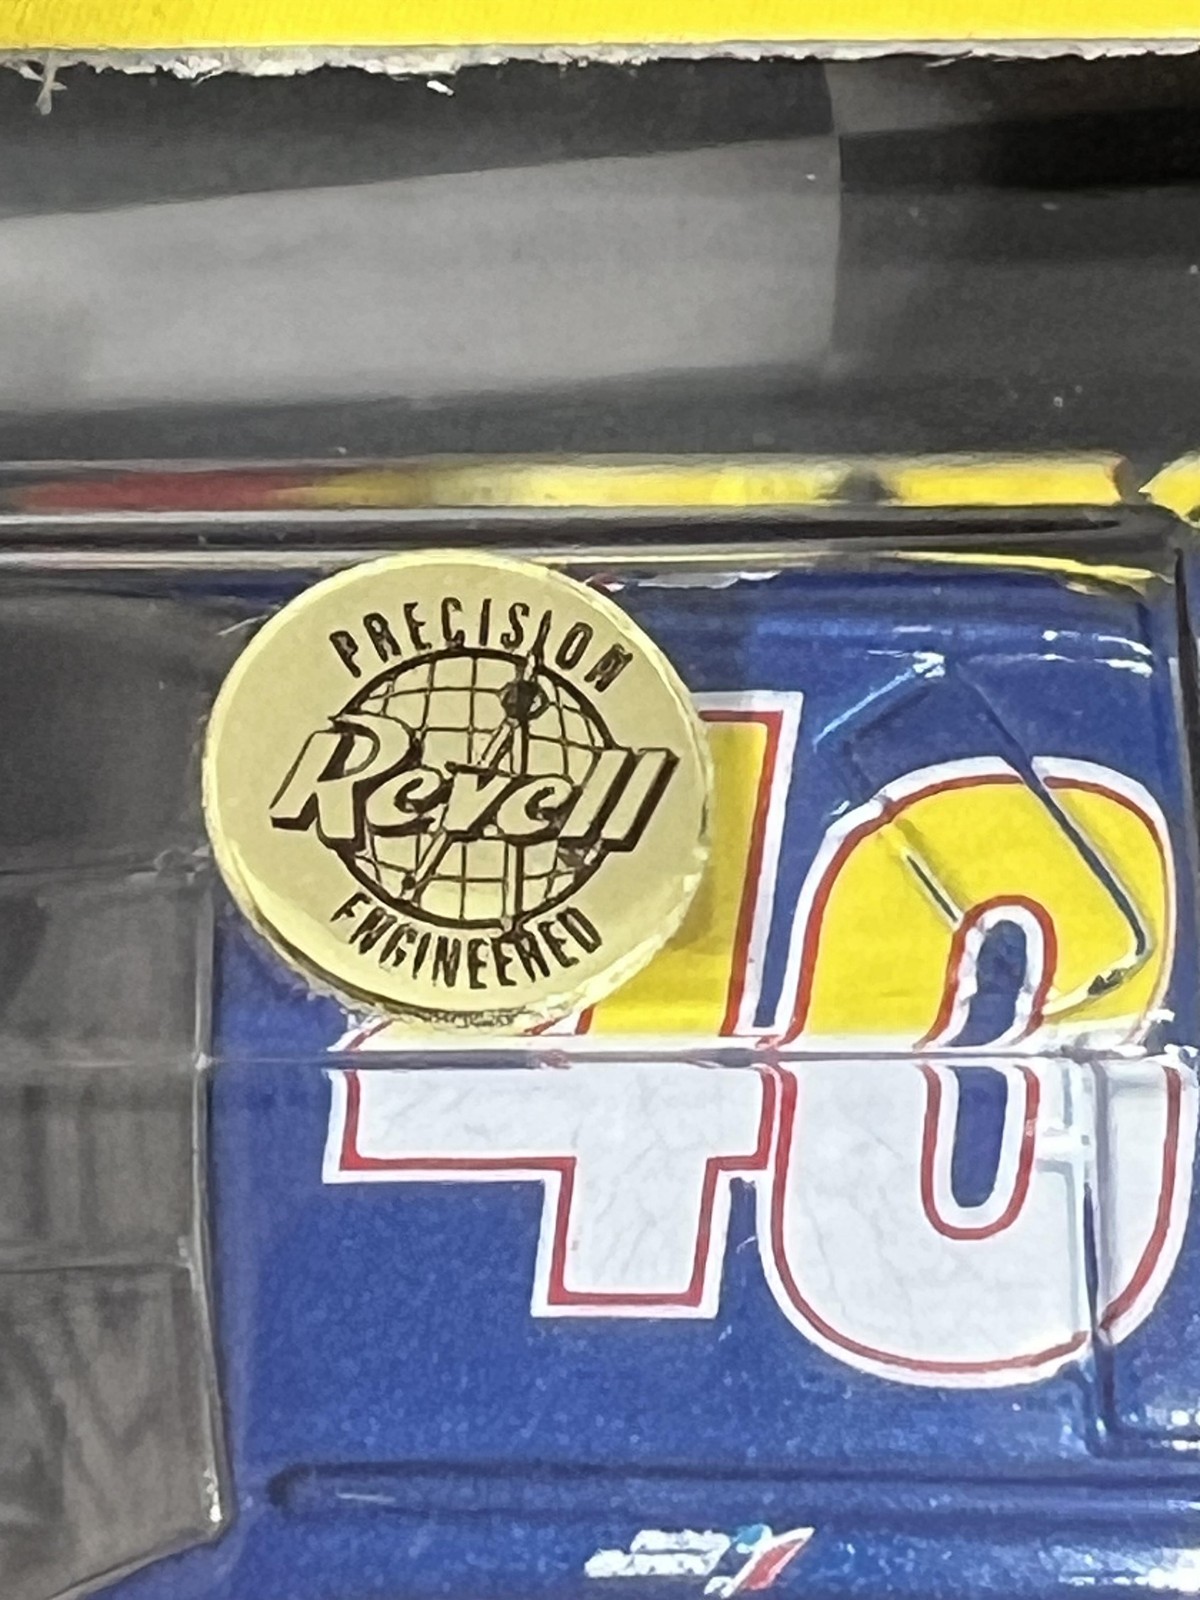 PRECISION
Revell
ENGINEERED
40